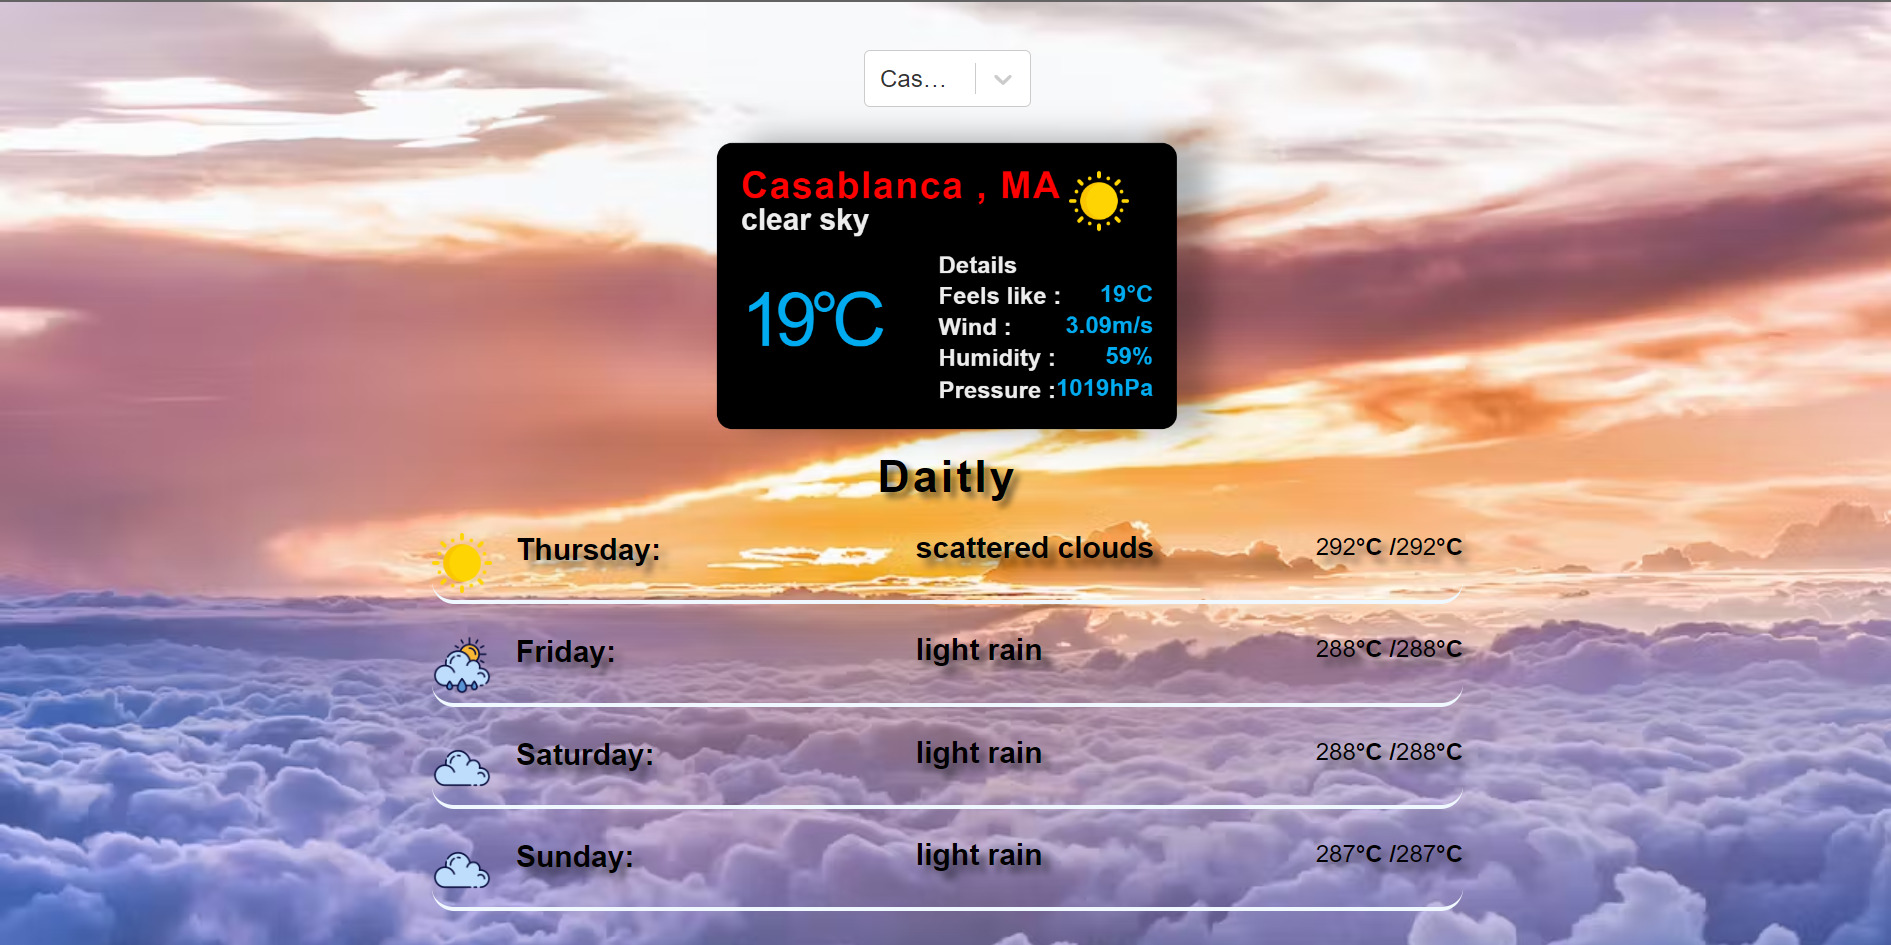 Cas...
Casablanca , MA
clear sky
19°C
Details
Feels like : 19°C
Wind : 3.09m/s
Humidity : 59%
Pressure :1019hPa
Daitly
Thursday: scattered clouds 292°C /292°C
Friday: light rain 288°C /288°C
Saturday: light rain 288°C /288°C
Sunday: light rain 287°C /287°C